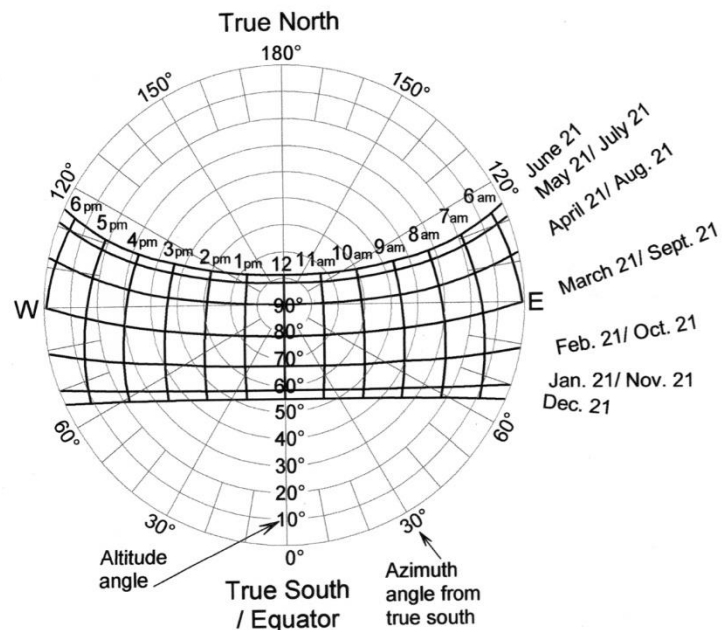 True North
180°
150°
150°
120°
120°
June 21
May 21/ July 21
April 21/ Aug. 21
March 21/ Sept. 21
Feb. 21/ Oct. 21
Jan. 21/ Nov. 21
Dec. 21
6 pm
5 pm
4 pm
3 pm
2 pm
1 pm
12
11 am
10 am
9 am
8 am
7 am
6 am
W
E
90°
80°
70°
60°
50°
40°
30°
20°
10°
0°
60°
60°
30°
30°
Altitude
angle
True South
/ Equator
Azimuth
angle from
true south